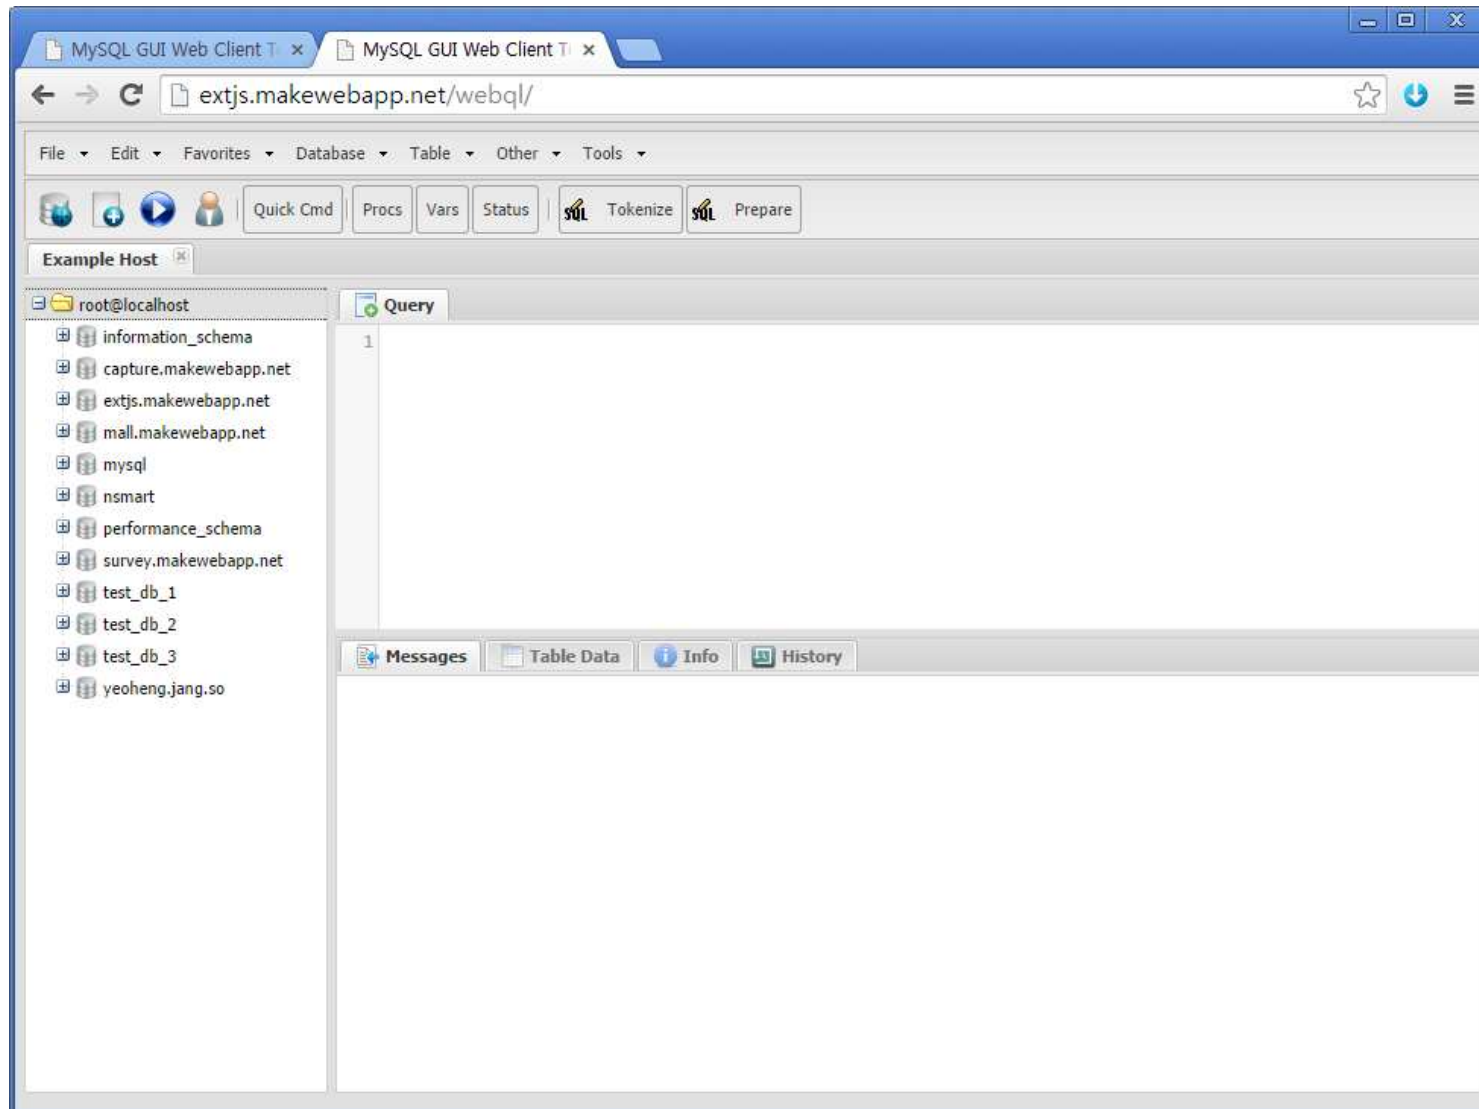 MySQL GUI Web Client T MySQL GUI Web Client T
extjs.makewebapp.net/webql/
File Edit Favorites Database Table Other Tools
Quick Cmd Procs Vars Status SQL Tokenize SQL Prepare
Example Host
root@localhost
information_schema
capture.makewebapp.net
extjs.makewebapp.net
mall.makewebapp.net
mysql
nsmart
performance_schema
survey.makewebapp.net
test_db_1
test_db_2
test_db_3
yeoheng.jang.so
Query
1
Messages Table Data Info History